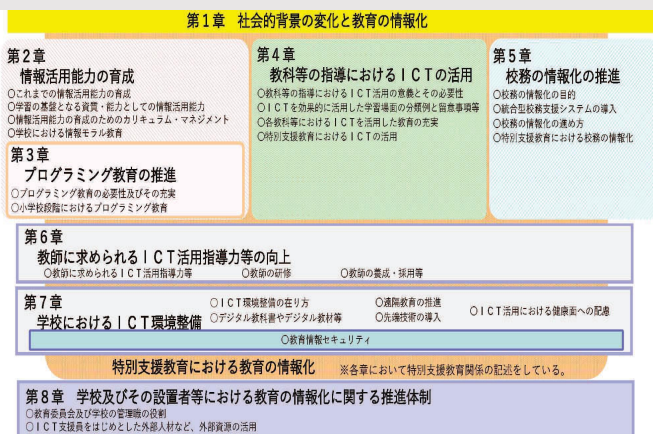 第１章　社会的背景の変化と教育の情報化
第２章
情報活用能力の育成
○これまでの情報活用能力の育成
○学習の基盤となる資質・能力としての情報活用能力
○情報活用能力の育成のためのカリキュラム・マネジメント
○学校における情報モラル教育
第３章
プログラミング教育の推進
○プログラミング教育の必要性及びその充実
○小学校段階におけるプログラミング教育
第４章
教科等の指導におけるＩＣＴの活用
○教科等の指導におけるＩＣＴ活用の意義とその必要性
○ＩＣＴを効果的に活用した学習場面の分類例と留意事項等
○各教科等におけるＩＣＴを活用した教育の充実
○特別支援教育におけるＩＣＴの活用
第５章
校務の情報化の推進
○校務の情報化の目的
○統合型校務支援システムの導入
○校務の情報化の進め方
○特別支援教育における校務の情報化
第６章
教師に求められるＩＣＴ活用指導力等の向上
○教師に求められるＩＣＴ活用指導力等　○教師の研修　○教師の養成・採用等
第７章
学校におけるＩＣＴ環境整備
○ＩＣＴ環境整備の在り方　○遠隔教育の推進
○デジタル教科書やデジタル教材等　○先端技術の導入
○ＩＣＴ活用における健康面への配慮
○教育情報セキュリティ
特別支援教育における教育の情報化　※各章において特別支援教育関係の記述をしている。
第８章　学校及びその設置者等における教育の情報化に関する推進体制
○教育委員会及び学校の管理職の役割
○ＩＣＴ支援員をはじめとした外部人材など、外部資源の活用